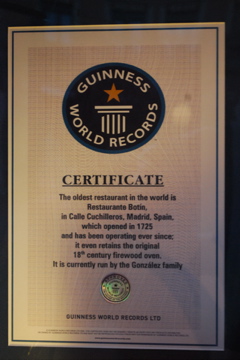 GUINNESS
WORLD RECORDS
CERTIFICATE
The oldest restaurant in the world is
Restaurante Botin,
in Calle Cuchilleros, Madrid, Spain,
which opened in 1725
and has been operating ever since;
it even retains the original
18th century firewood oven.
It is currently run by the González family
GUINNESS WORLD RECORDS LTD